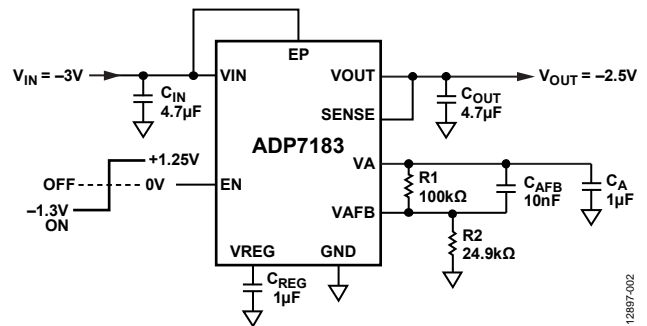 EP
V_IN = –3V
VIN
VOUT
V_OUT = –2.5V
C_IN
4.7µF
C_OUT
4.7µF
SENSE
ADP7183
+1.25V
VA
OFF
0V
EN
R1
100kΩ
C_AFB
10nF
C_A
1µF
–1.3V
ON
VAFB
R2
24.9kΩ
VREG
GND
C_REG
1µF
12897-002